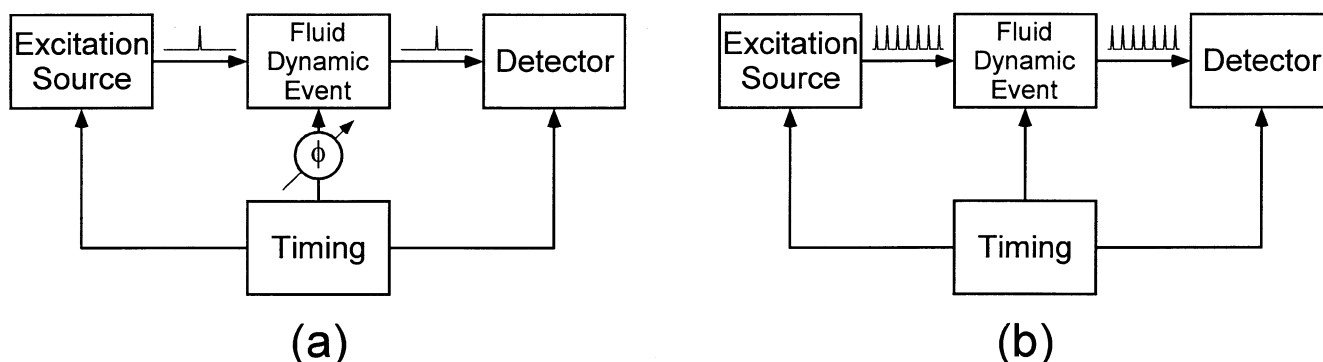 Excitation
Source
Fluid
Dynamic
Event
Detector
ϕ
Timing
(a)
Excitation
Source
Fluid
Dynamic
Event
Detector
Timing
(b)